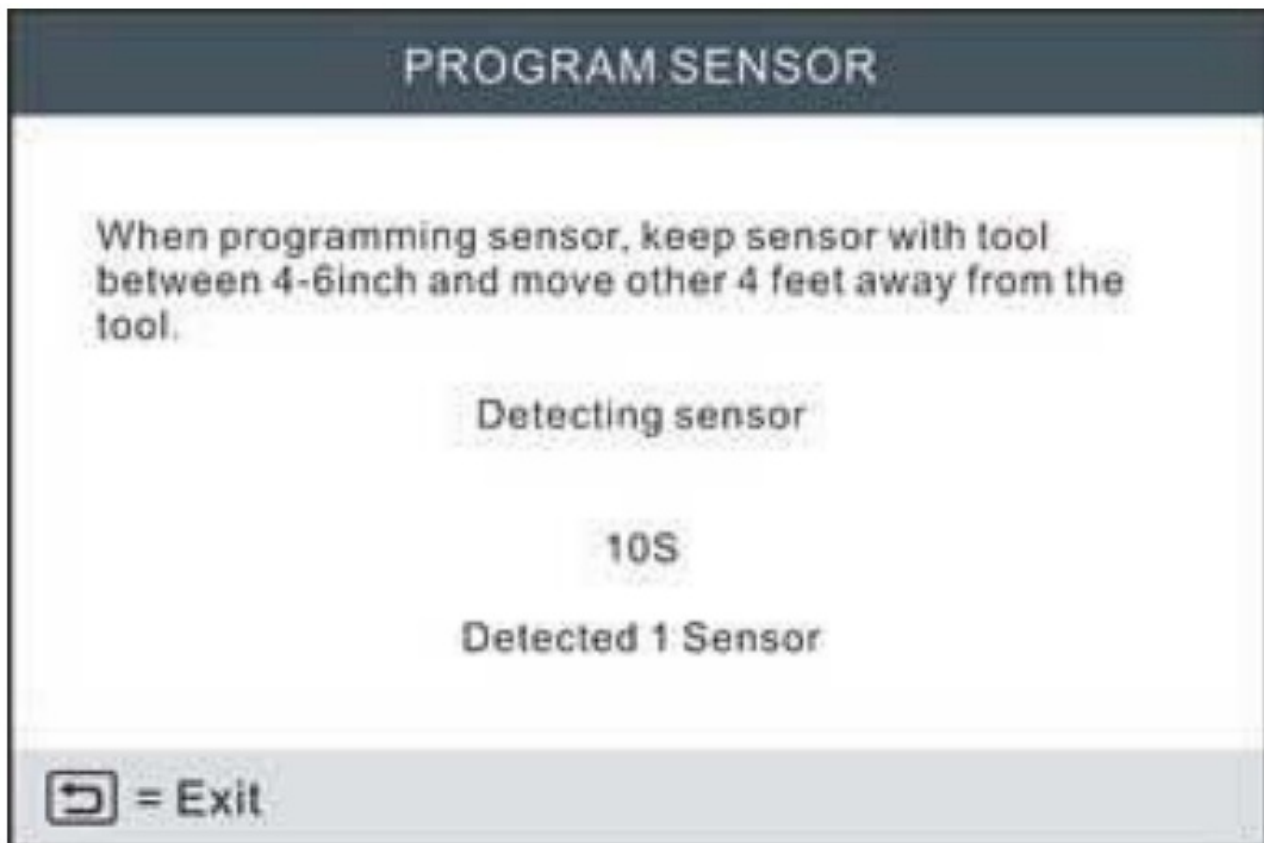 PROGRAM SENSOR
When programming sensor, keep sensor with tool
between 4-6inch and move other 4 feet away from the
tool.
Detecting sensor
10S
Detected 1 Sensor
= Exit